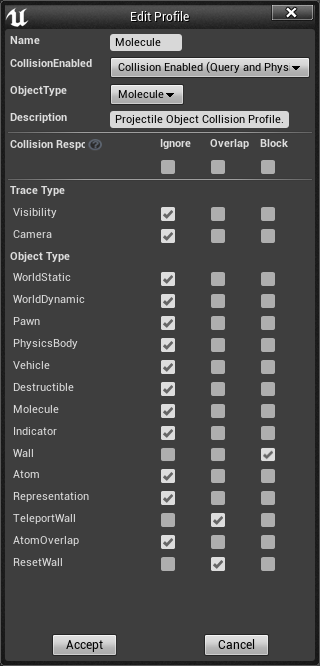 Edit Profile
Name Molecule
CollisionEnabled Collision Enabled (Query and Phys
ObjectType Molecule
Description Projectile Object Collision Profile.
Collision Respo ? Ignore Overlap Block
Trace Type
Visibility
Camera
Object Type
WorldStatic
WorldDynamic
Pawn
PhysicsBody
Vehicle
Destructible
Molecule
Indicator
Wall
Atom
Representation
TeleportWall
AtomOverlap
ResetWall
Accept Cancel